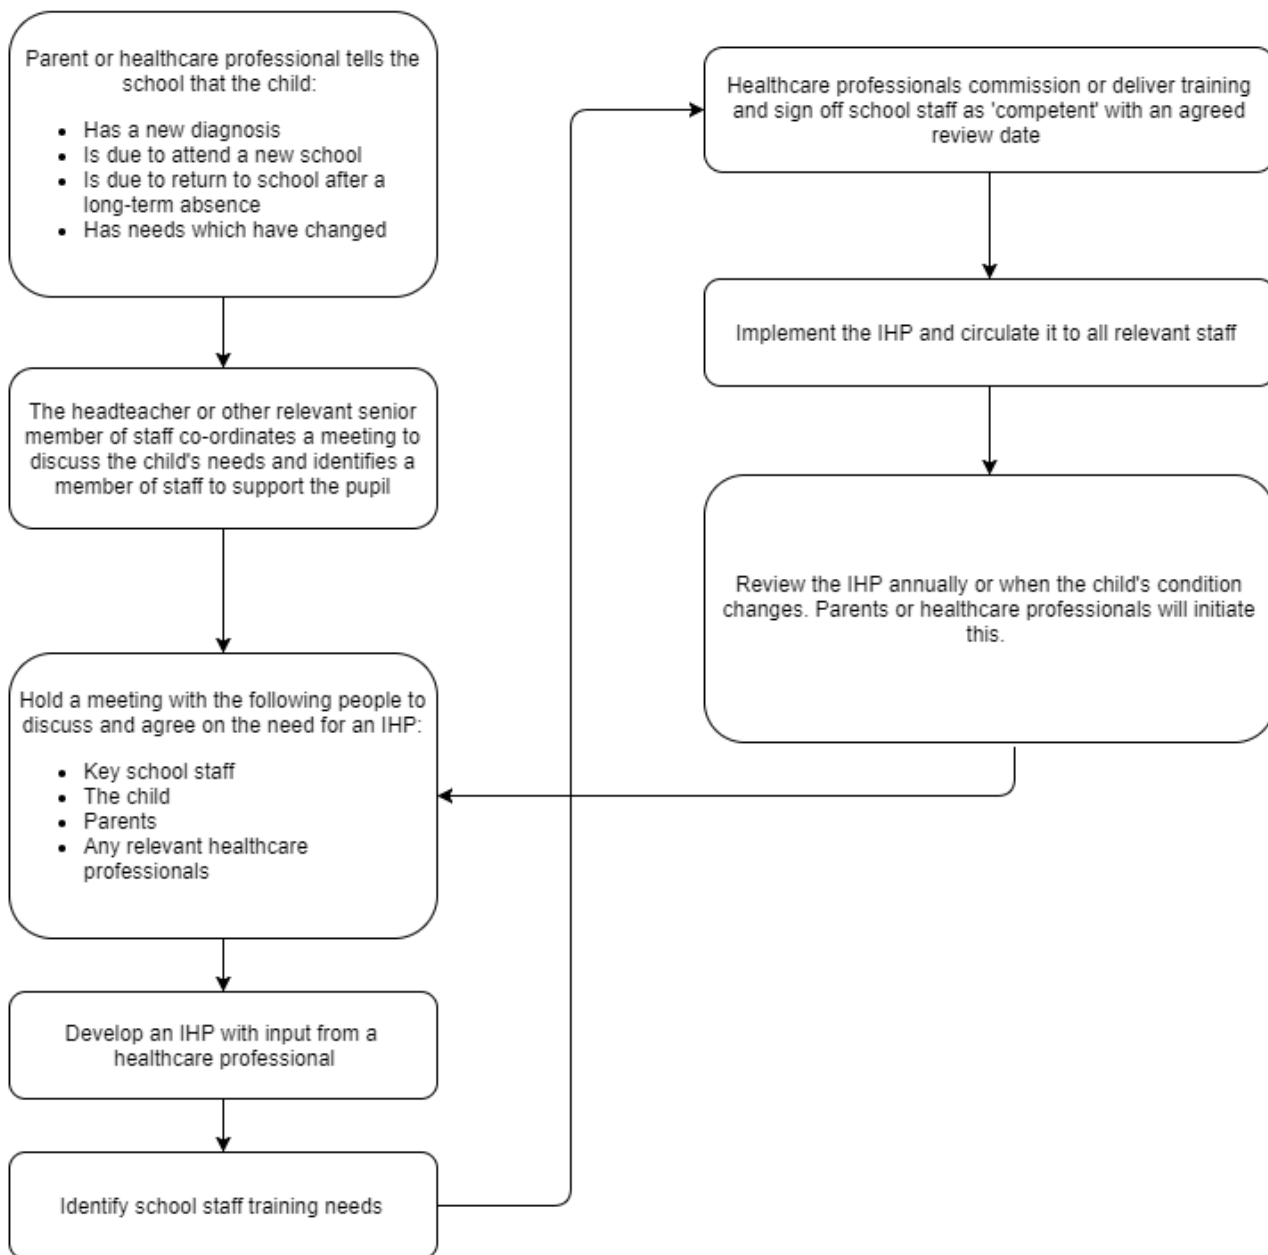 Parent or healthcare professional tells the
school that the child:
• Has a new diagnosis
• Is due to attend a new school
• Is due to return to school after a
long-term absence
• Has needs which have changed
The headteacher or other relevant senior
member of staff co-ordinates a meeting to
discuss the child's needs and identifies a
member of staff to support the pupil
Hold a meeting with the following people to
discuss and agree on the need for an IHP:
• Key school staff
• The child
• Parents
• Any relevant healthcare
professionals
Develop an IHP with input from a
healthcare professional
Identify school staff training needs
Healthcare professionals commission or deliver training
and sign off school staff as 'competent' with an agreed
review date
Implement the IHP and circulate it to all relevant staff
Review the IHP annually or when the child's condition
changes. Parents or healthcare professionals will initiate
this.